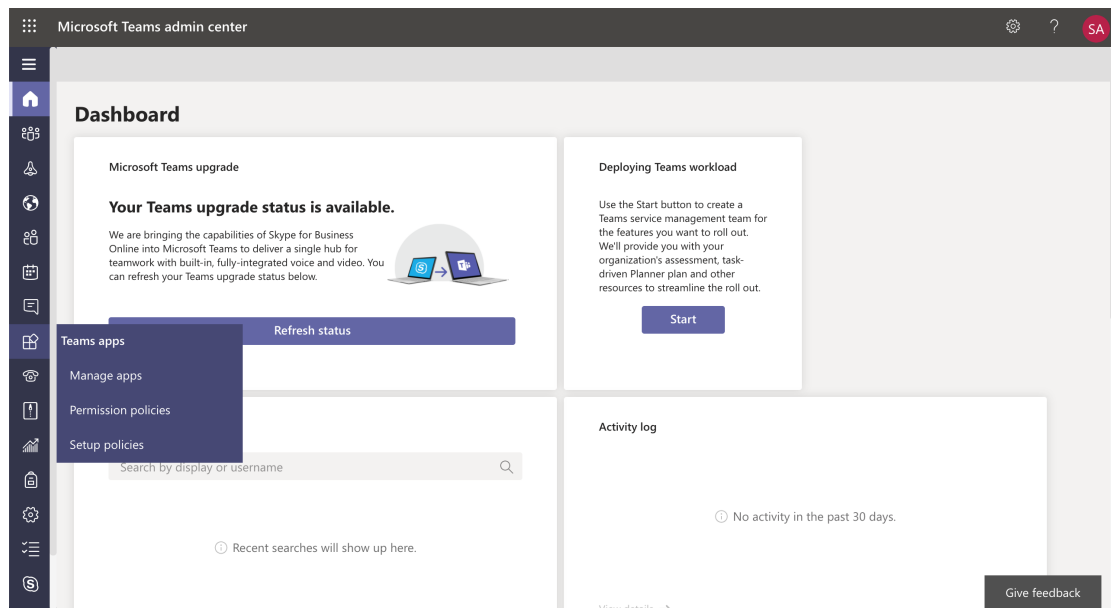 Microsoft Teams admin center
?
SA
Dashboard
Microsoft Teams upgrade
Your Teams upgrade status is available.
We are bringing the capabilities of Skype for Business
Online into Microsoft Teams to deliver a single hub for
teamwork with built-in, fully-integrated voice and video. You
can refresh your Teams upgrade status below.
Refresh status
Deploying Teams workload
Use the Start button to create a
Teams service management team for
the features you want to roll out.
We'll provide you with your
organization's assessment, task-
driven Planner plan and other
resources to streamline the roll out.
Start
Teams apps
Manage apps
Permission policies
Setup policies
Search by display or username
Recent searches will show up here.
Activity log
No activity in the past 30 days.
View details
Give feedback